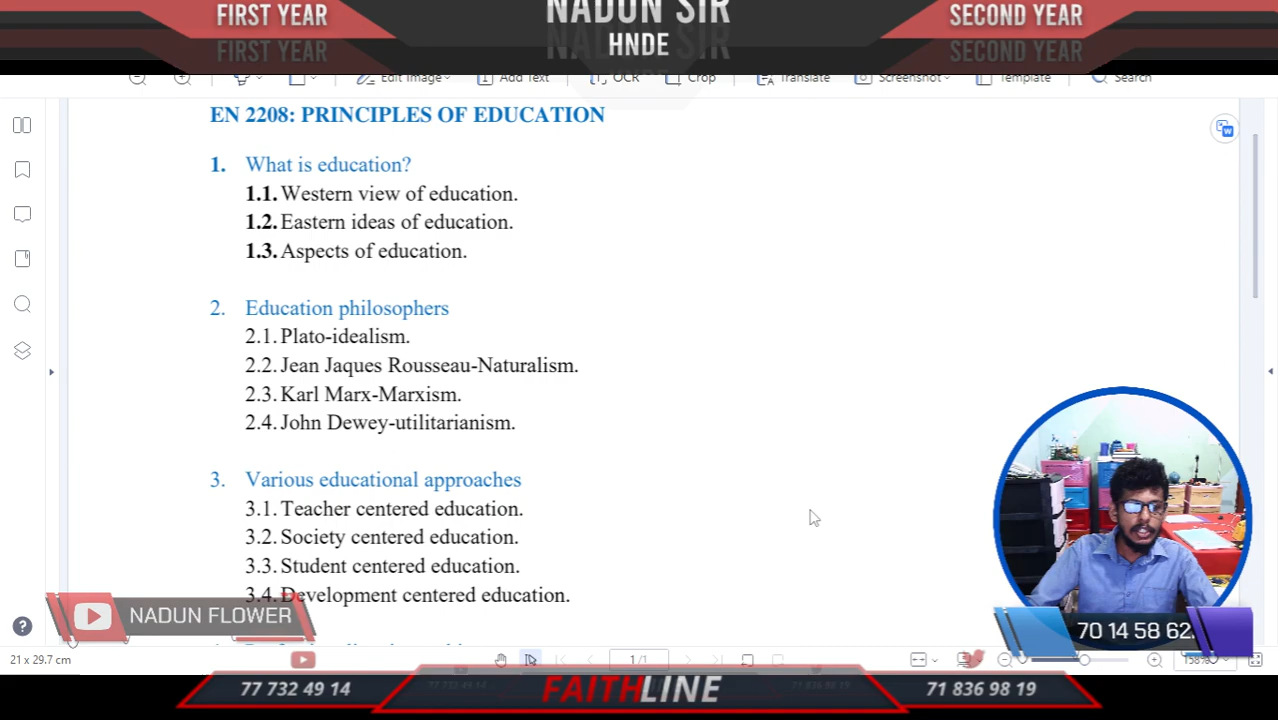 FIRST YEAR
NADUN SIR
SECOND YEAR
FIRST YEAR
HNDE
SECOND YEAR
Edit Image
Add Text
OCR
Crop
Translate
Screenshot
Template
Search
EN 2208: PRINCIPLES OF EDUCATION
1. What is education?
1.1. Western view of education.
1.2. Eastern ideas of education.
1.3. Aspects of education.
2. Education philosophers
2.1. Plato-idealism.
2.2. Jean Jaques Rousseau-Naturalism.
2.3. Karl Marx-Marxism.
2.4. John Dewey-utilitarianism.
3. Various educational approaches
3.1. Teacher centered education.
3.2. Society centered education.
3.3. Student centered education.
3.4. Development centered education.
NADUN FLOWER
70 14 58 62
21 x 29.7 cm
1/1
158%
77 732 49 14
FAITHLINE
71 836 98 19